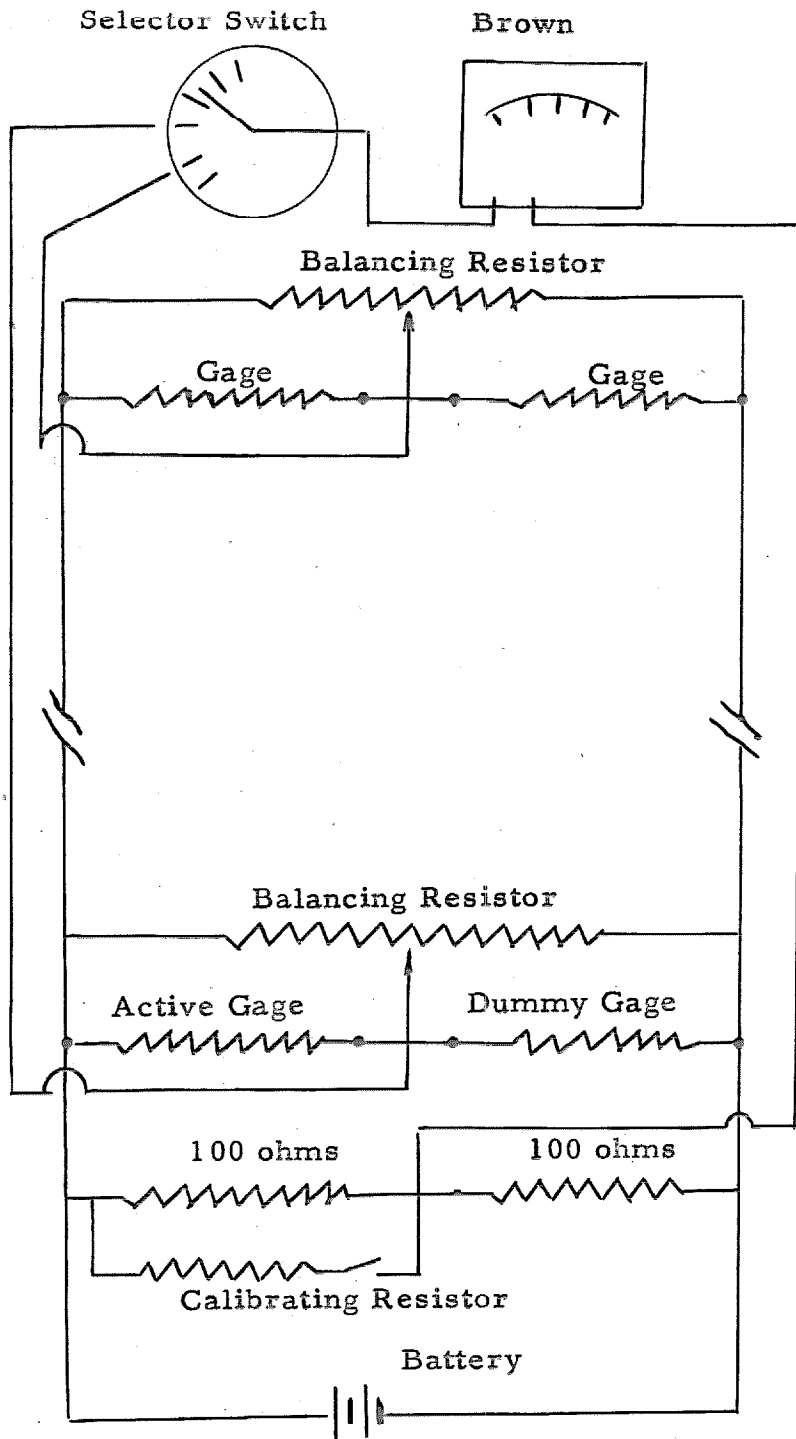 Selector Switch
Brown
Balancing Resistor
Gage
Gage
Balancing Resistor
Active Gage
Dummy Gage
100 ohms
100 ohms
Calibrating Resistor
Battery